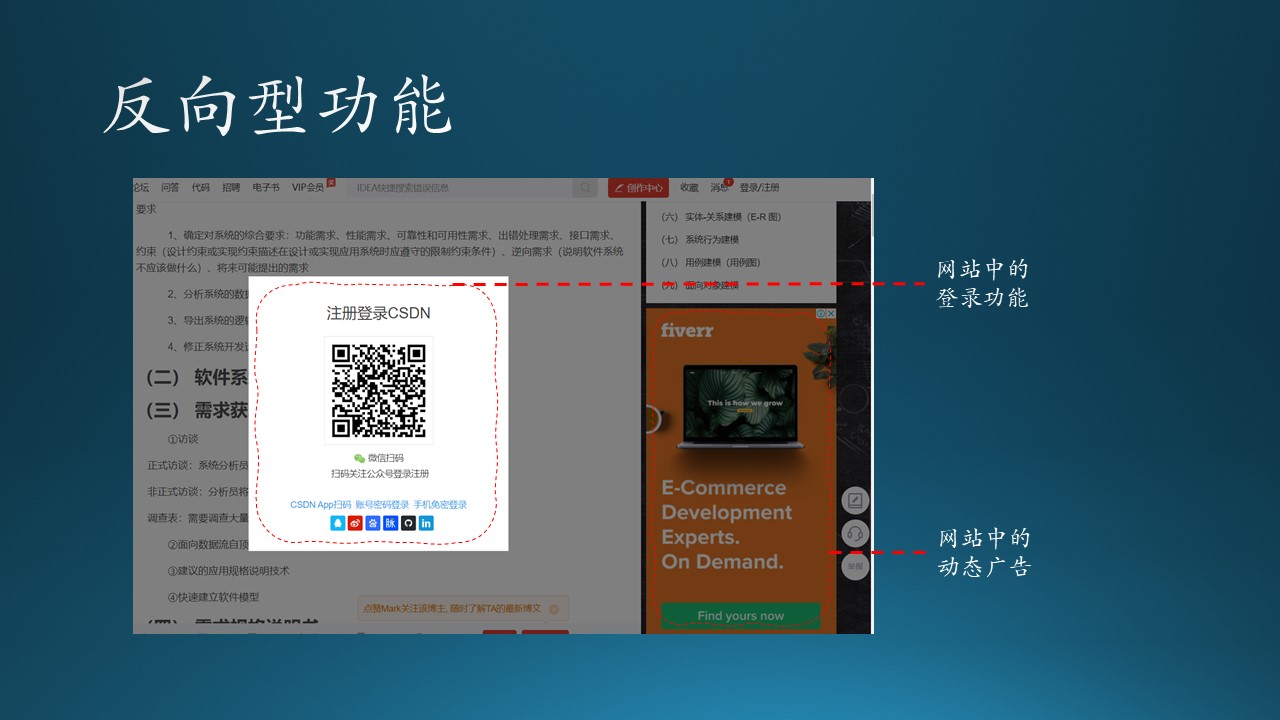 反向型功能
论坛 问答 代码 招聘 电子书 VIP会员 IDEA快捷搜索错误信息 创作中心 收藏 消息 1 登录/注册
要求
1、确定对系统的综合要求：功能需求、性能需求、可靠性和可用性需求、出错处理需求、接口需求、
约束（设计约束或实现约束描述在设计或实现应用系统时应遵守的限制约束条件）、逆向需求（说明软件系统
不应该做什么）、将来可能提出的需求
2、分析系统的数据
3、导出系统的逻辑
4、修正系统开发计
（二） 软件系
（三） 需求获
①访谈
正式访谈：系统分析员
非正式访谈：分析员将
调查表：需要调查大量
②面向数据流自顶
③建议的应用规格说明技术
④快速建立软件模型
（四） 需求规格说明书
注册登录CSDN
微信扫码
扫码关注公众号登录注册
CSDN App扫码 账号密码登录 手机免密登录
脉 in
点赞Mark关注该博主, 随时了解TA的最新博文
（六） 实体-关系建模（E-R 图）
（七） 系统行为建模
（八） 用例建模（用例图）
（九） 面向对象建模
fiverr
This is how we grow
E-Commerce
Development
Experts.
On Demand.
Find yours now
举报
网站中的
登录功能
网站中的
动态广告